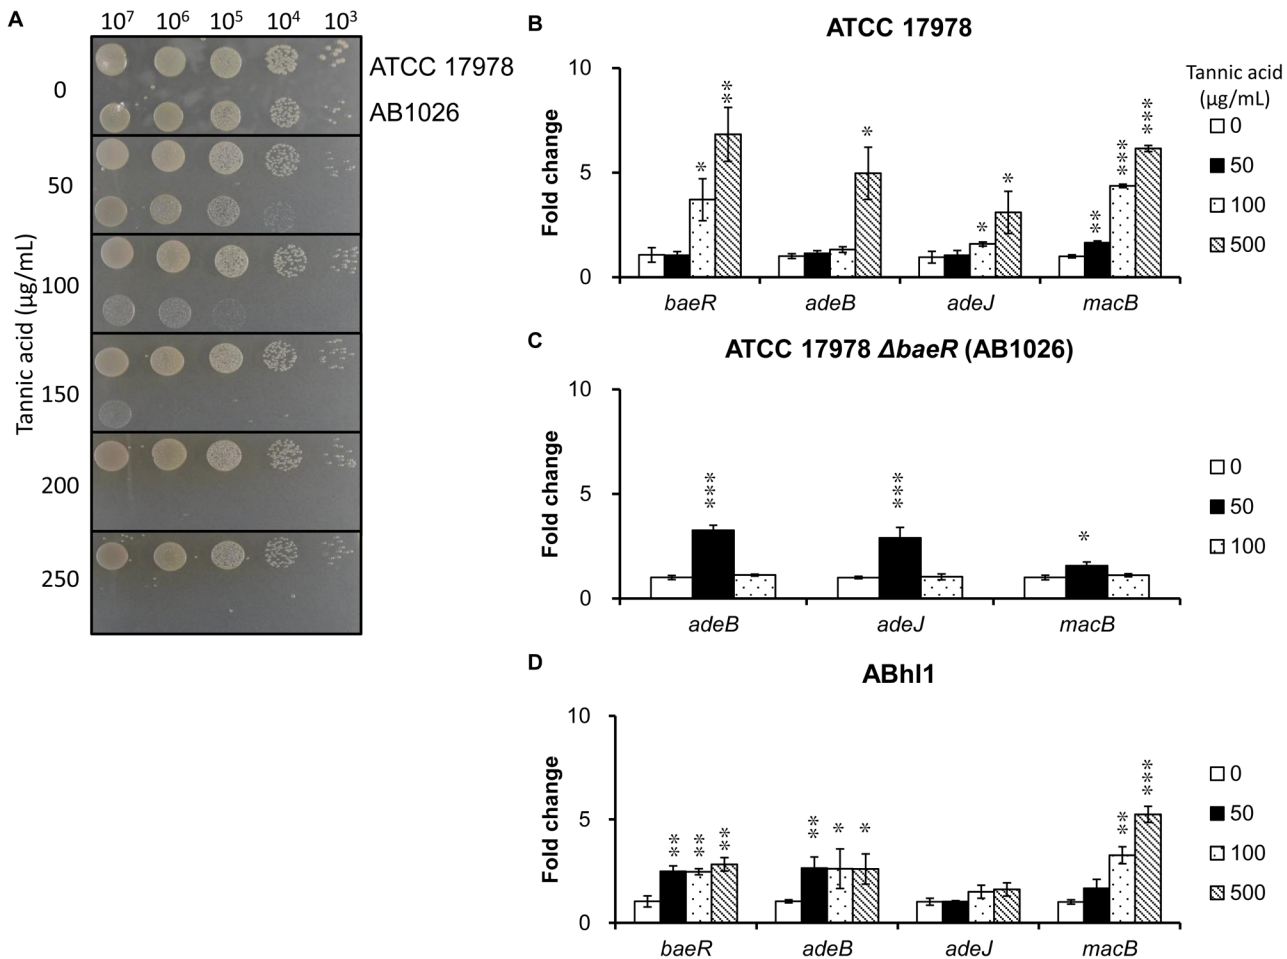 A
10⁷ 10⁶ 10⁵ 10⁴ 10³
0
ATCC 17978
AB1026
50
100
150
200
250
Tannic acid (µg/mL)
B
ATCC 17978
Fold change
10
5
0
** * * * * ** *** ***
baeR adeB adeJ macB
Tannic acid
(µg/mL)
0
50
100
500
C
ATCC 17978 ΔbaeR (AB1026)
Fold change
10
5
0
*** *** *
adeB adeJ macB
0
50
100
D
ABhl1
Fold change
10
5
0
** ** ** ** * * ** ***
baeR adeB adeJ macB
0
50
100
500